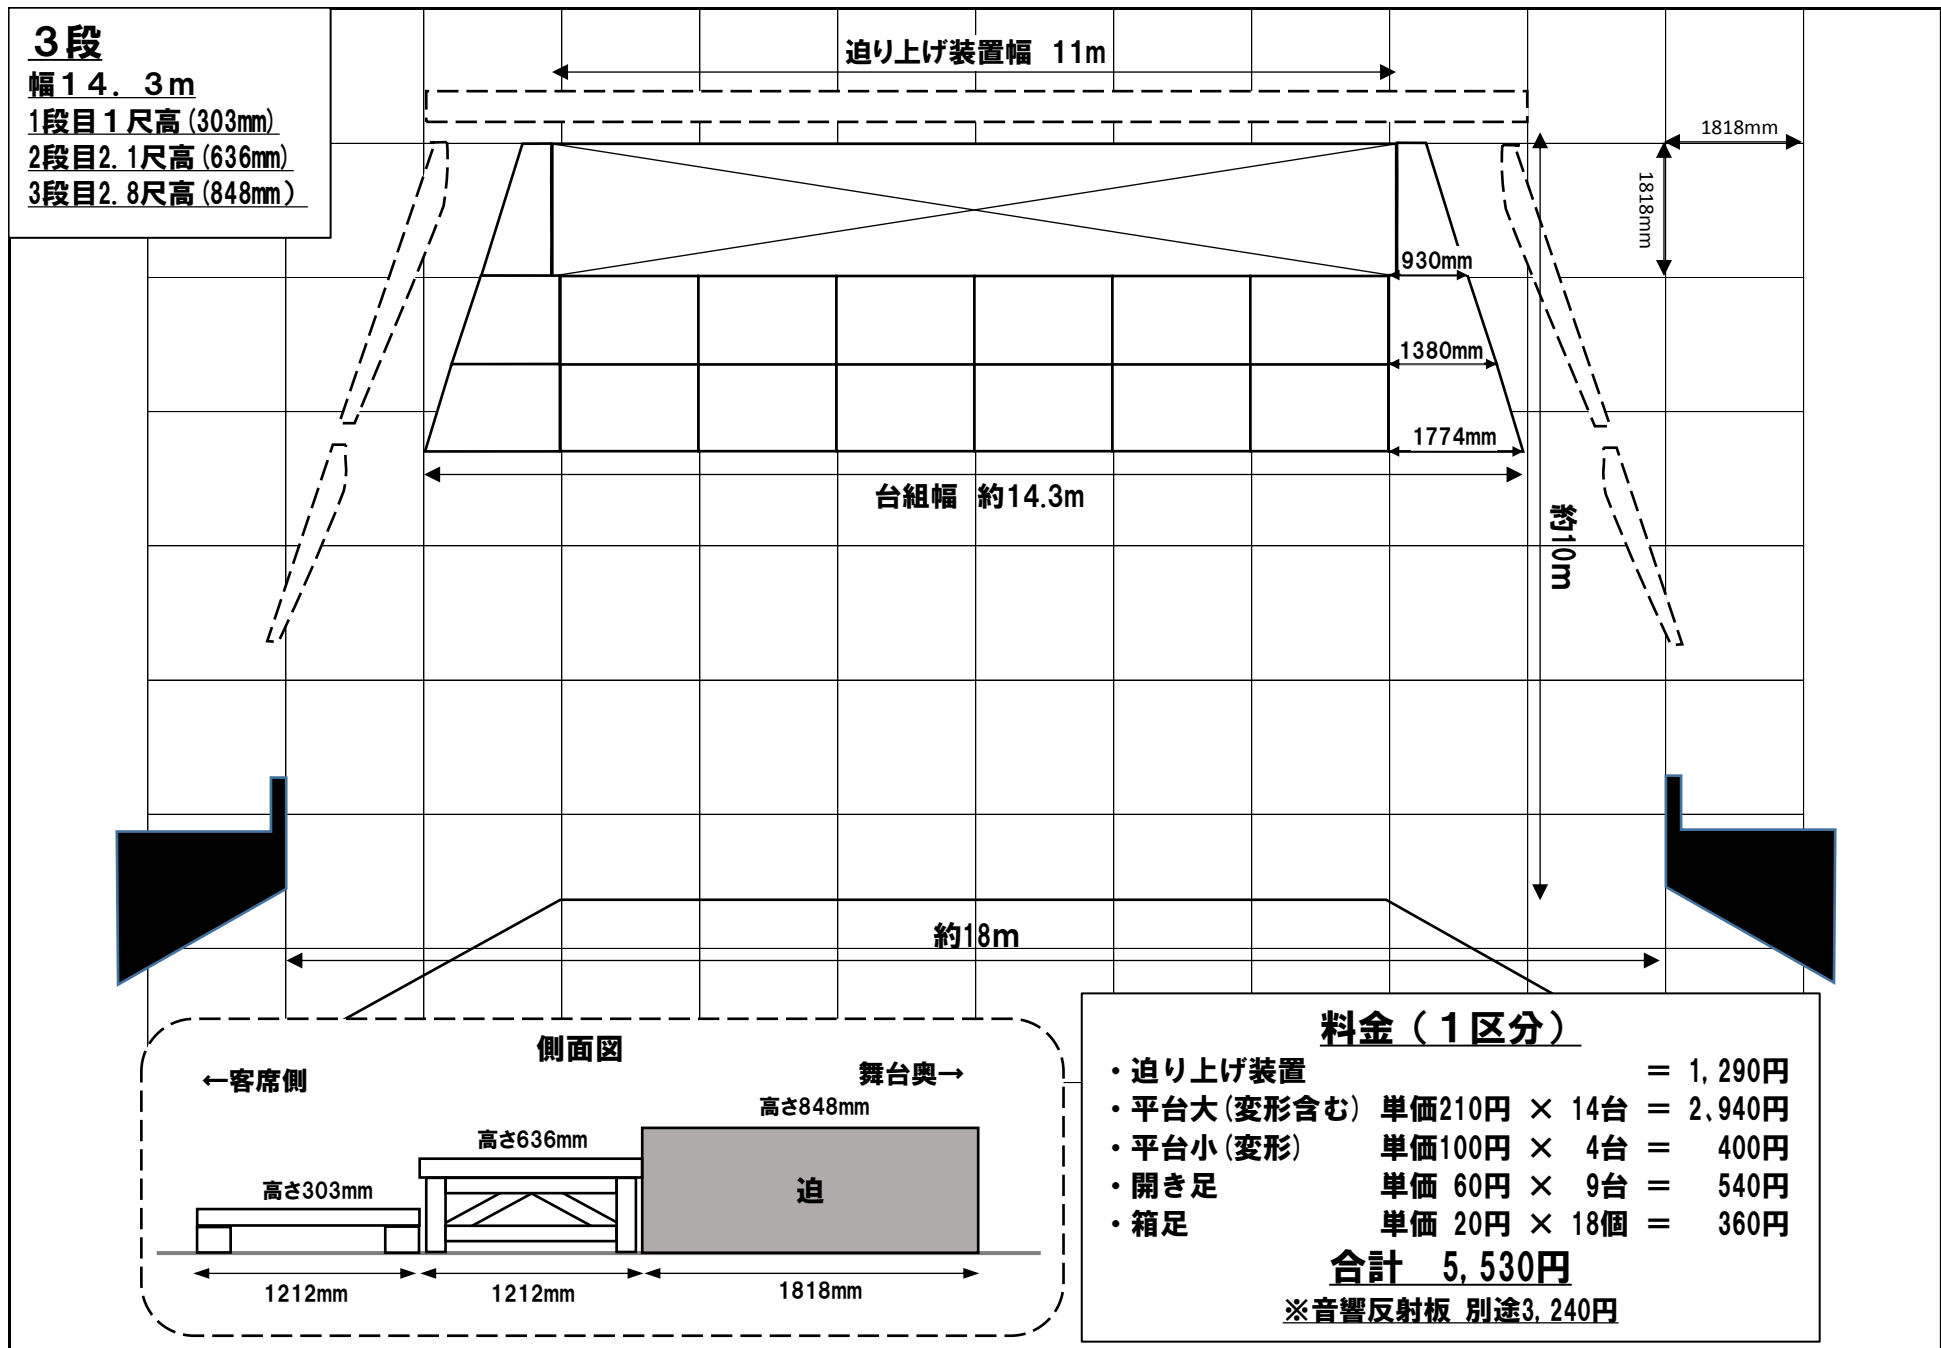 3段
幅14.3m
1段目1尺高(303mm)
2段目2.1尺高(636mm)
3段目2.8尺高(848mm)
迫り上げ装置幅 11m
1818mm
1818mm
930mm
1380mm
1774mm
台組幅 約14.3m
約10m
約18m
側面図
←客席側
舞台奥→
高さ848mm
高さ636mm
高さ303mm
迫
1212mm
1212mm
1818mm
料金(1区分)
・迫り上げ装置 = 1,290円
・平台大(変形含む) 単価210円 × 14台 = 2,940円
・平台小(変形) 単価100円 × 4台 = 400円
・開き足 単価 60円 × 9台 = 540円
・箱足 単価 20円 × 18個 = 360円
合計 5,530円
※音響反射板 別途3,240円